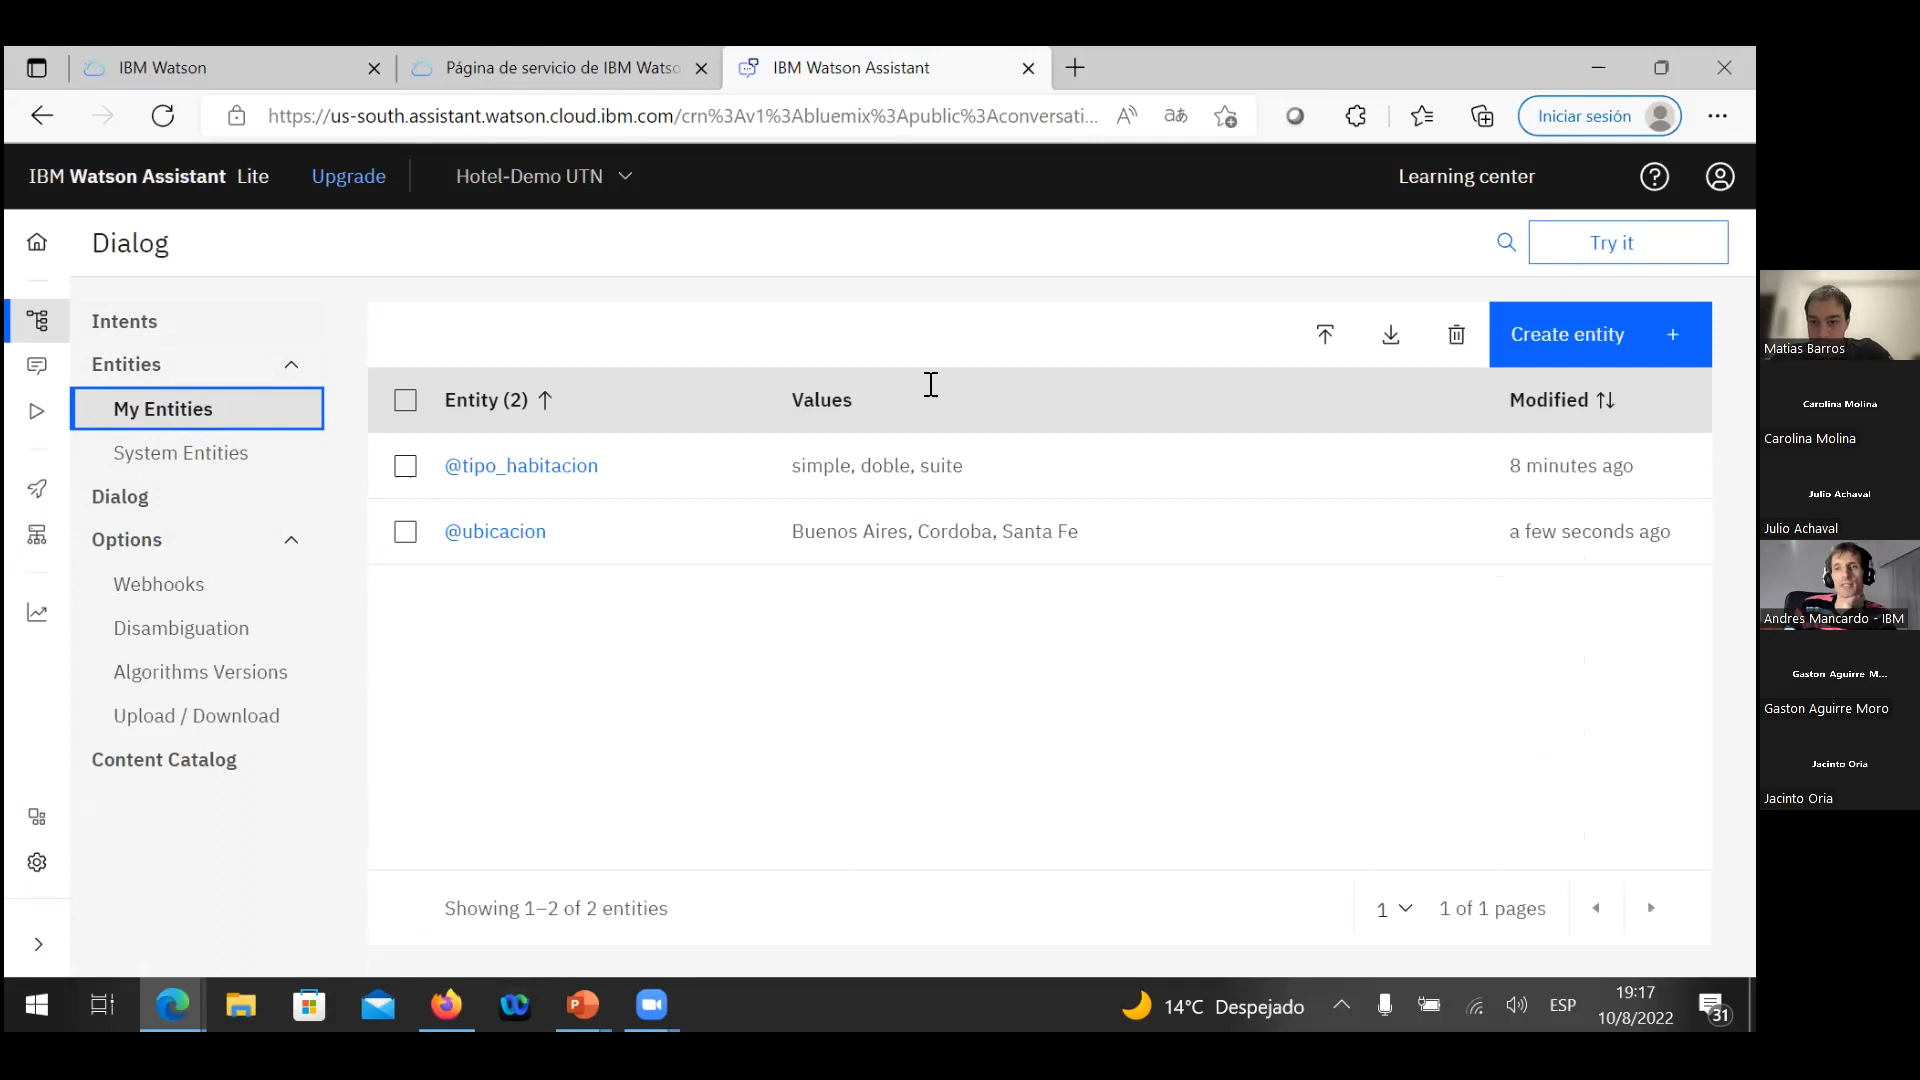 IBM Watson
Página de servicio de IBM Watso
IBM Watson Assistant
https://us-south.assistant.watson.cloud.ibm.com/crn%3Av1%3Abluemix%3Apublic%3Aconversati...
Iniciar sesión
IBM Watson Assistant Lite
Upgrade
Hotel-Demo UTN
Learning center
Dialog
Try it
Intents
Entities
My Entities
System Entities
Dialog
Options
Webhooks
Disambiguation
Algorithms Versions
Upload / Download
Content Catalog
Create entity +
Entity (2)
Values
Modified
@tipo_habitacion
simple, doble, suite
8 minutes ago
@ubicacion
Buenos Aires, Cordoba, Santa Fe
a few seconds ago
Showing 1–2 of 2 entities
1
1 of 1 pages
Matias Barros
Carolina Molina
Carolina Molina
Julio Achaval
Julio Achaval
Andres Mancardo - IBM
Gaston Aguirre M...
Gaston Aguirre Moro
Jacinto Oria
Jacinto Oria
14°C Despejado
ESP
19:17
10/8/2022
31